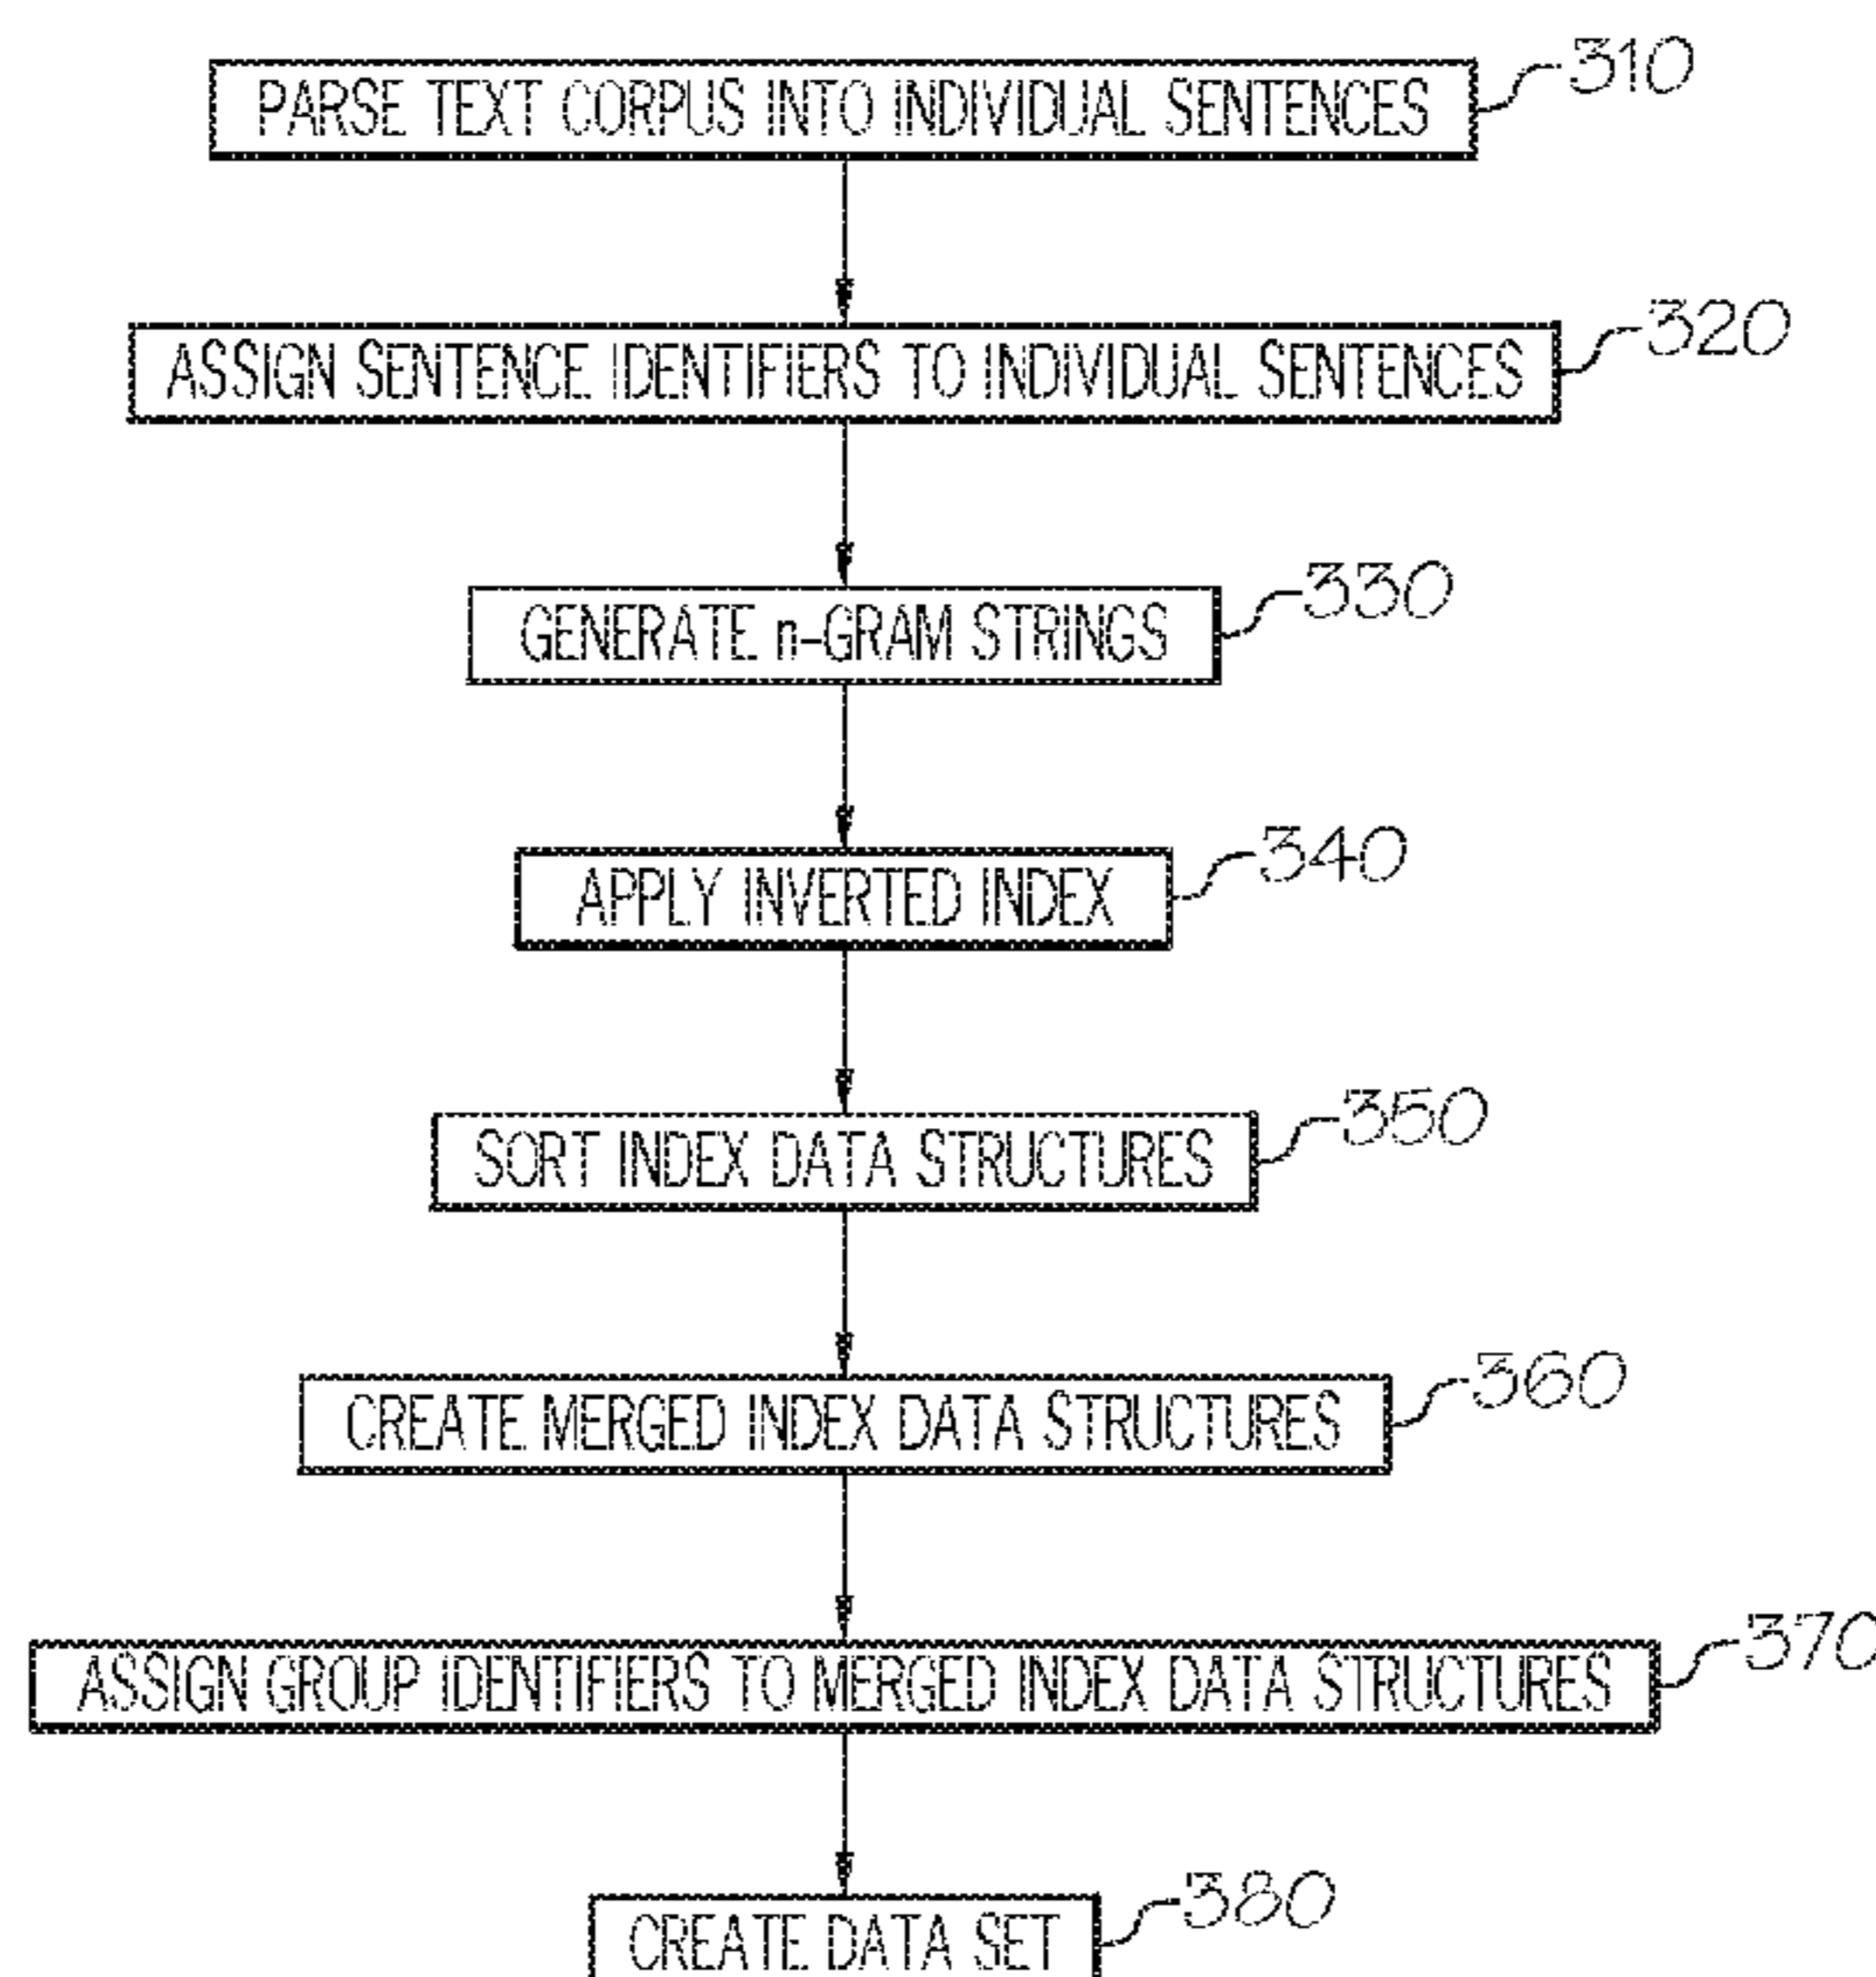 PARSE TEXT CORPUS INTO INDIVIDUAL SENTENCES 310
ASSIGN SENTENCE IDENTIFIERS TO INDIVIDUAL SENTENCES 320
GENERATE n-GRAM STRINGS 330
APPLY INVERTED INDEX 340
SORT INDEX DATA STRUCTURES 350
CREATE MERGED INDEX DATA STRUCTURES 360
ASSIGN GROUP IDENTIFIERS TO MERGED INDEX DATA STRUCTURES 370
CREATE DATA SET 380